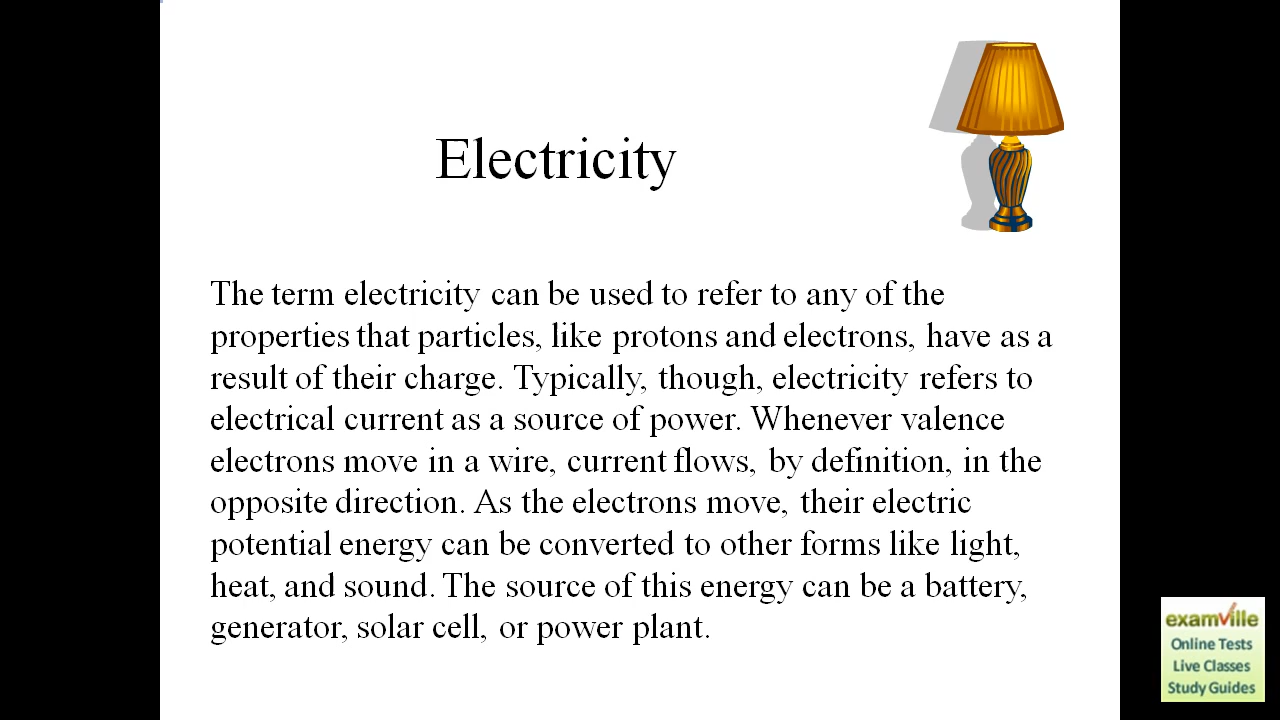 Electricity
The term electricity can be used to refer to any of the
properties that particles, like protons and electrons, have as a
result of their charge. Typically, though, electricity refers to
electrical current as a source of power. Whenever valence
electrons move in a wire, current flows, by definition, in the
opposite direction. As the electrons move, their electric
potential energy can be converted to other forms like light,
heat, and sound. The source of this energy can be a battery,
generator, solar cell, or power plant.
examville
Online Tests
Live Classes
Study Guides